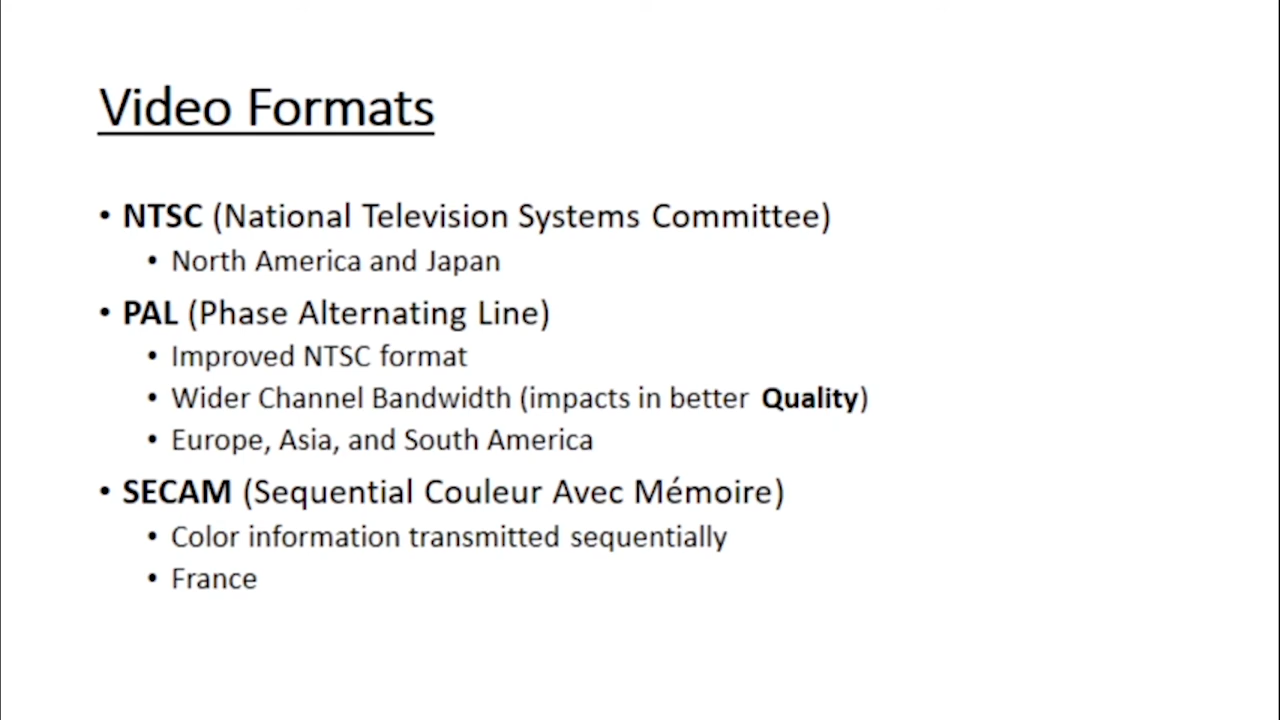 Video Formats
• NTSC (National Television Systems Committee)
• North America and Japan
• PAL (Phase Alternating Line)
• Improved NTSC format
• Wider Channel Bandwidth (impacts in better Quality)
• Europe, Asia, and South America
• SECAM (Sequential Couleur Avec Mémoire)
• Color information transmitted sequentially
• France